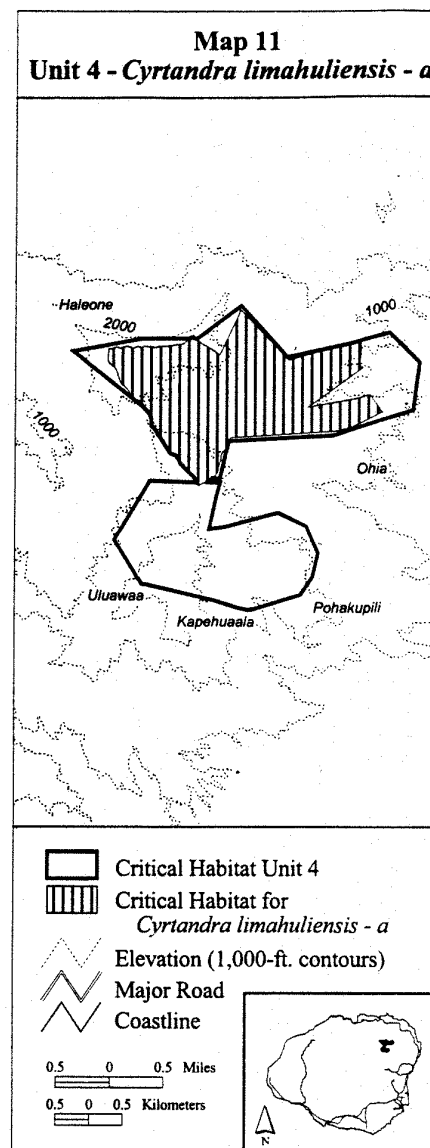 Map 11
Unit 4 - Cyrtandra limahuliensis - a
Haleone
2000
1000
1000
Ohia
Uluawaa
Kapehuaala
Pohakupili
Critical Habitat Unit 4
Critical Habitat for
Cyrtandra limahuliensis - a
Elevation (1,000-ft. contours)
Major Road
Coastline
0.5 0 0.5 Miles
0.5 0 0.5 Kilometers
N